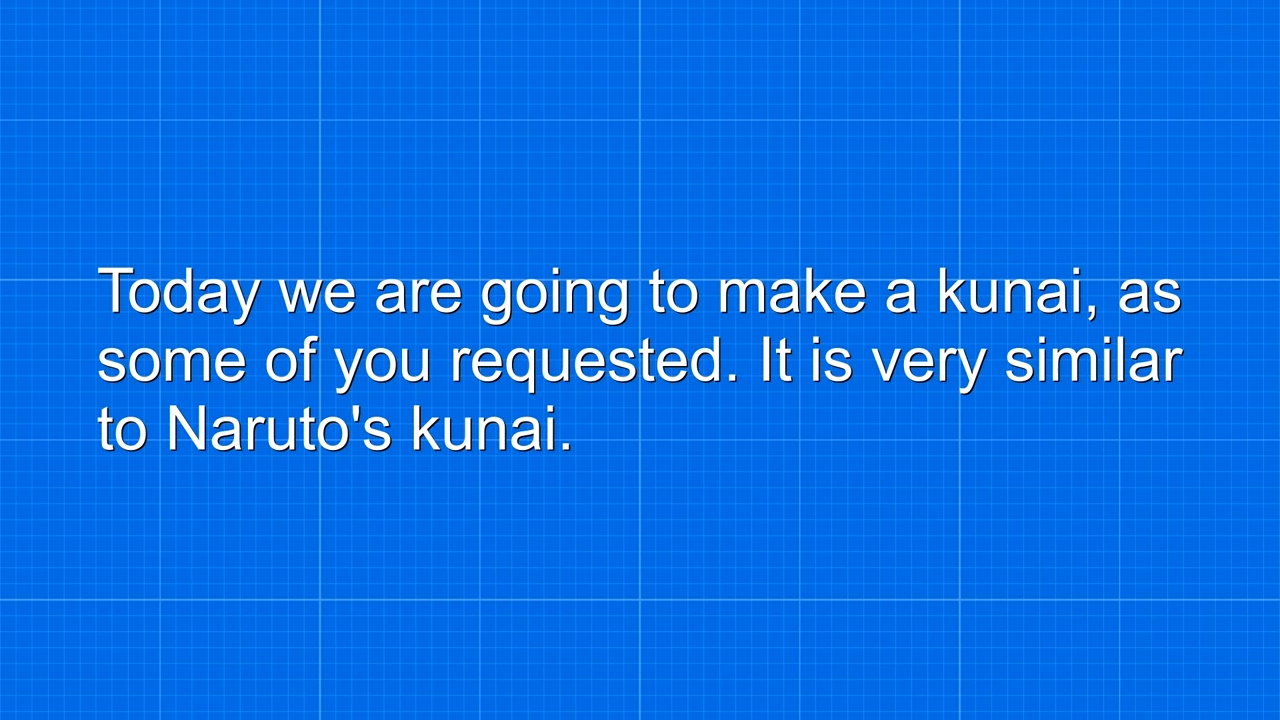 Today we are going to make a kunai, as
some of you requested. It is very similar
to Naruto's kunai.